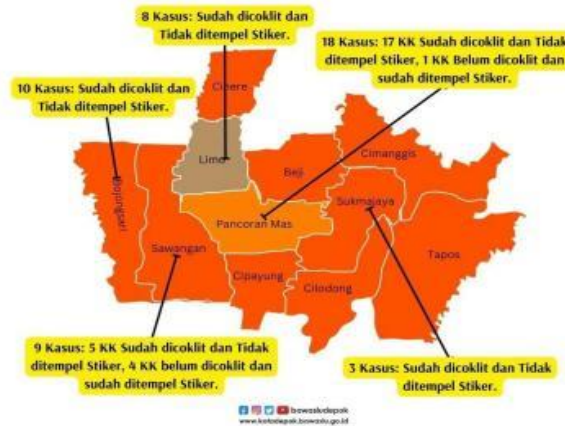 8 Kasus: Sudah dicoklit dan
Tidak ditempel Stiker.
18 Kasus: 17 KK Sudah dicoklit dan Tidak
ditempel Stiker, 1 KK Belum dicoklit dan
sudah ditempel Stiker.
10 Kasus: Sudah dicoklit dan
Tidak ditempel Stiker.
Cinere
Limo
Beji
Cimanggis
Bojongsari
Sukmajaya
Pancoran Mas
Sawangan
Tapos
Cipayung
Cilodong
9 Kasus: 5 KK Sudah dicoklit dan Tidak
ditempel Stiker, 4 KK belum dicoklit dan
sudah ditempel Stiker.
3 Kasus: Sudah dicoklit dan Tidak
ditempel Stiker.
bawasludepok
www.kotadepok.bawaslu.go.id